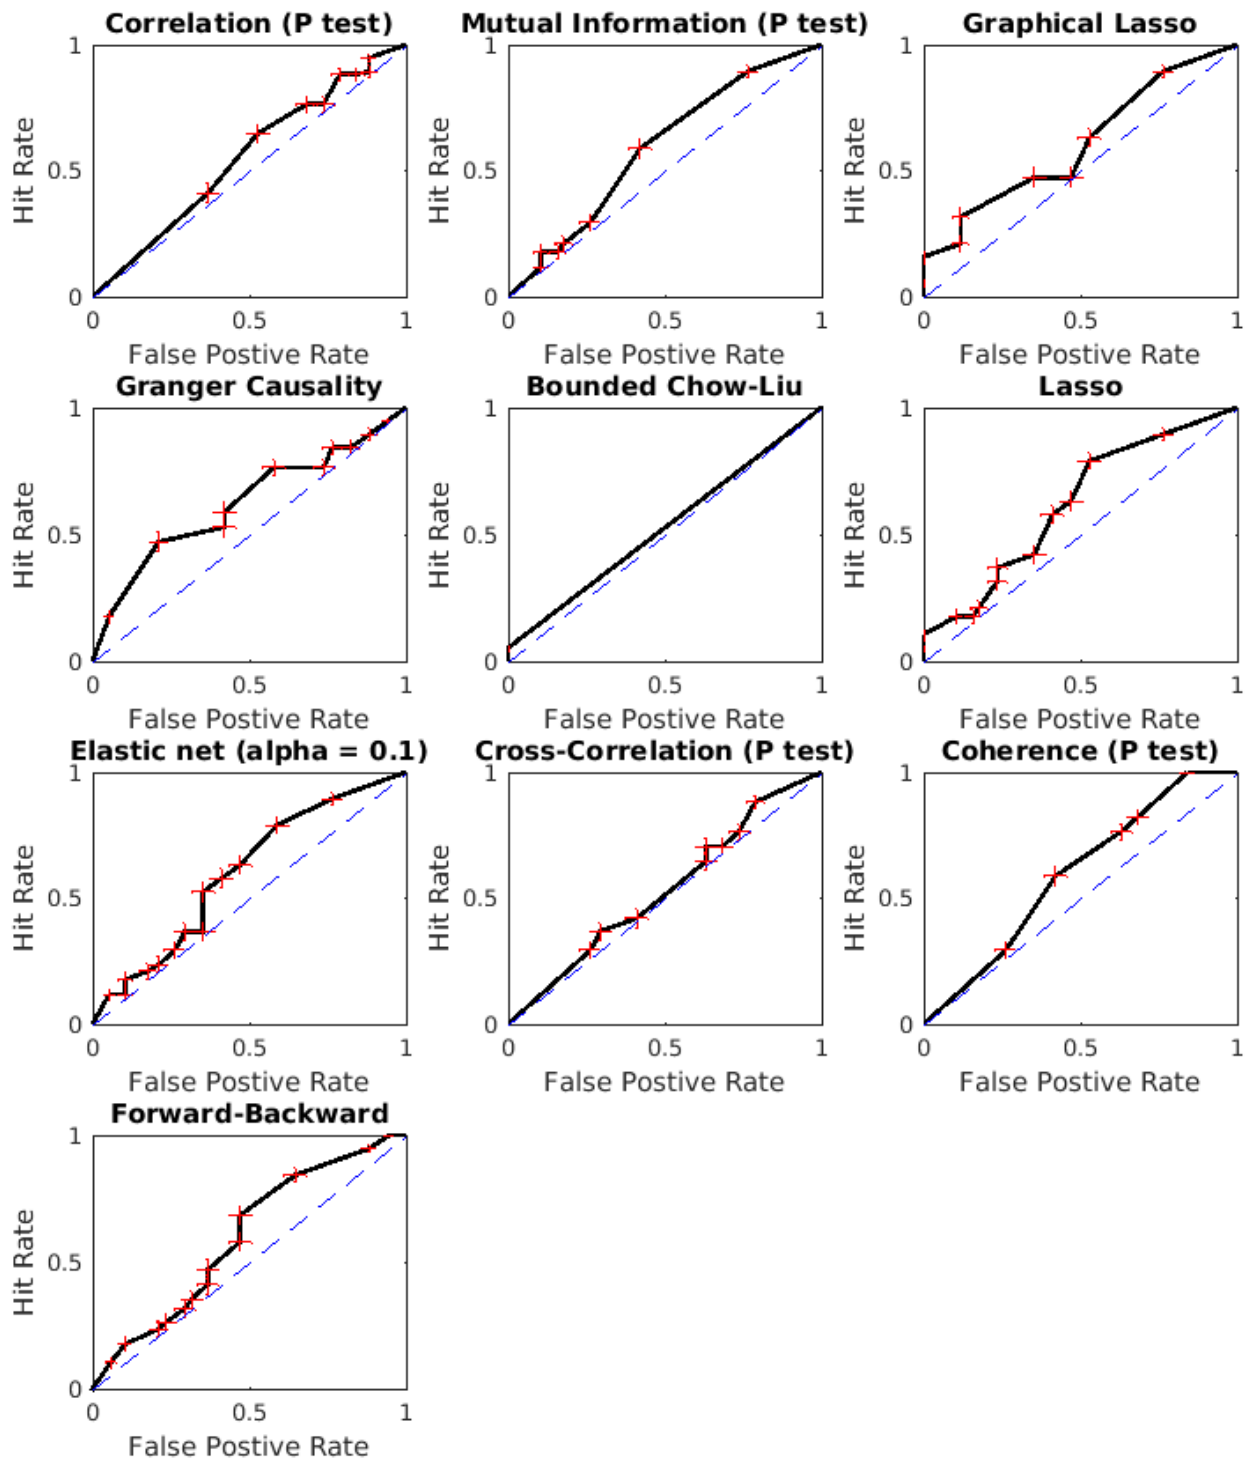 Correlation (P test)
1
0.5
0
Hit Rate
0
0.5
1
False Postive Rate
Mutual Information (P test)
1
0.5
0
Hit Rate
0
0.5
1
False Postive Rate
Graphical Lasso
1
0.5
0
Hit Rate
0
0.5
1
False Postive Rate
Granger Causality
1
0.5
0
Hit Rate
0
0.5
1
False Postive Rate
Bounded Chow-Liu
1
0.5
0
Hit Rate
0
0.5
1
False Postive Rate
Lasso
1
0.5
0
Hit Rate
0
0.5
1
False Postive Rate
Elastic net (alpha = 0.1)
1
0.5
0
Hit Rate
0
0.5
1
False Postive Rate
Cross-Correlation (P test)
1
0.5
0
Hit Rate
0
0.5
1
False Postive Rate
Coherence (P test)
1
0.5
0
Hit Rate
0
0.5
1
False Postive Rate
Forward-Backward
1
0.5
0
Hit Rate
0
0.5
1
False Postive Rate